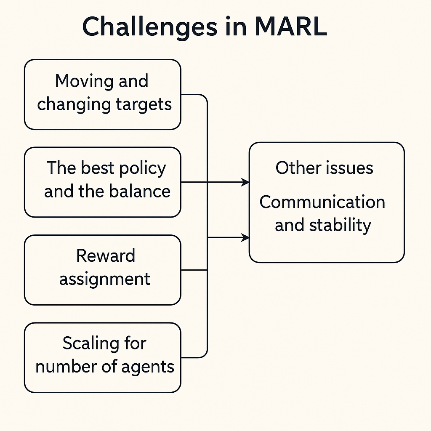 Challenges in MARL
Moving and
changing targets
The best policy
and the balance
Reward
assignment
Scaling for
number of agents
Other issues
Communication
and stability